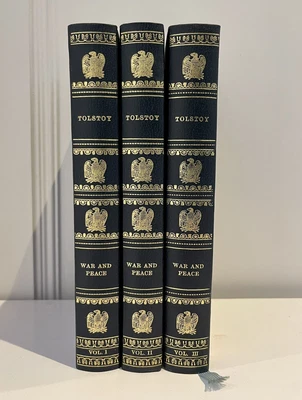 TOLSTOY
WAR AND
PEACE
VOL. I
TOLSTOY
WAR AND
PEACE
VOL. II
TOLSTOY
WAR AND
PEACE
VOL. III